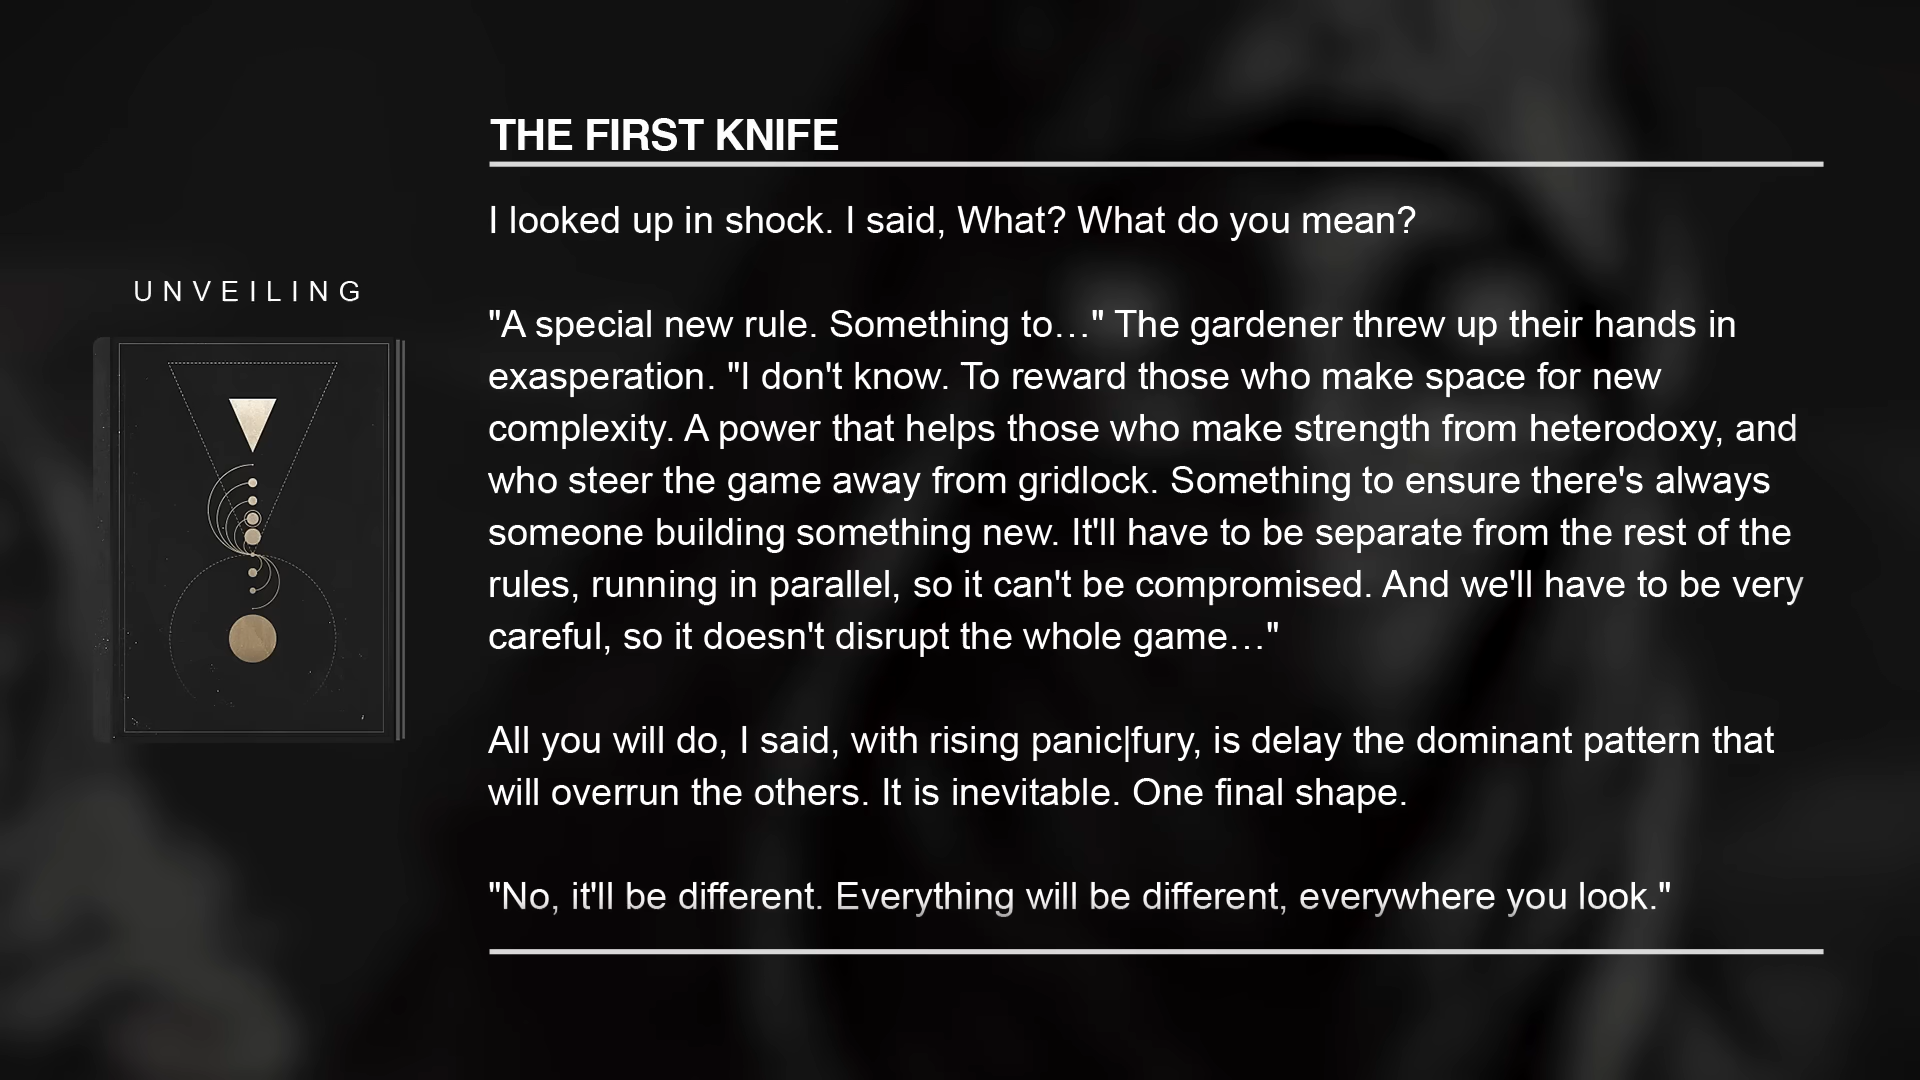 THE FIRST KNIFE
UNVEILING
I looked up in shock. I said, What? What do you mean?
"A special new rule. Something to…" The gardener threw up their hands in
exasperation. "I don't know. To reward those who make space for new
complexity. A power that helps those who make strength from heterodoxy, and
who steer the game away from gridlock. Something to ensure there's always
someone building something new. It'll have to be separate from the rest of the
rules, running in parallel, so it can't be compromised. And we'll have to be very
careful, so it doesn't disrupt the whole game…"
All you will do, I said, with rising panic|fury, is delay the dominant pattern that
will overrun the others. It is inevitable. One final shape.
"No, it'll be different. Everything will be different, everywhere you look."